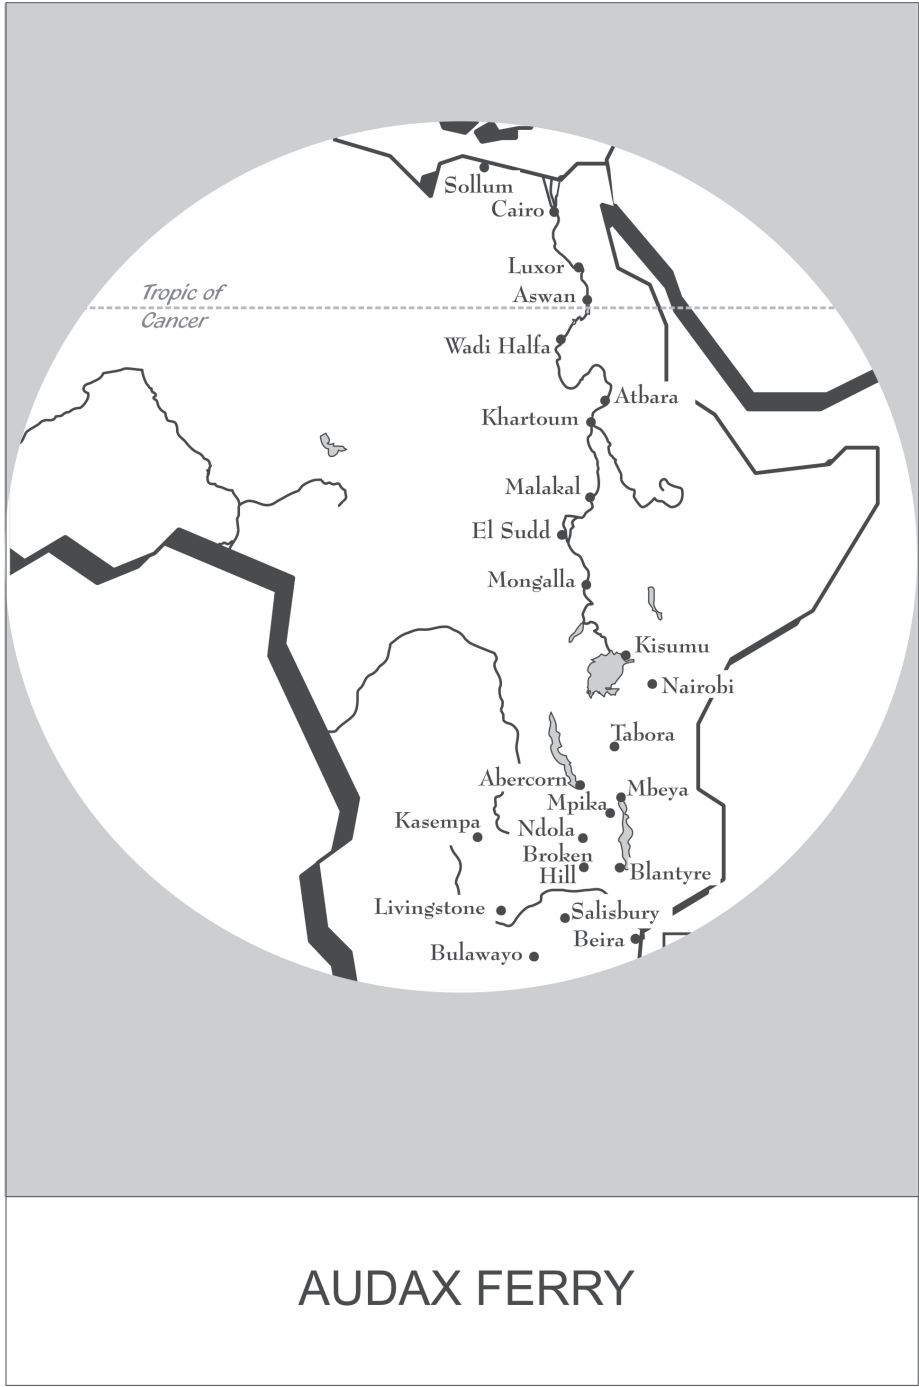 Sollum
Cairo
Luxor
Aswan
Tropic of
Cancer
Wadi Halfa
Atbara
Khartoum
Malakal
El Sudd
Mongalla
Kisumu
Nairobi
Tabora
Abercorn
Mbeya
Mpika
Kasempa
Ndola
Broken
Hill
Blantyre
Livingstone
Salisbury
Beira
Bulawayo
AUDAX FERRY